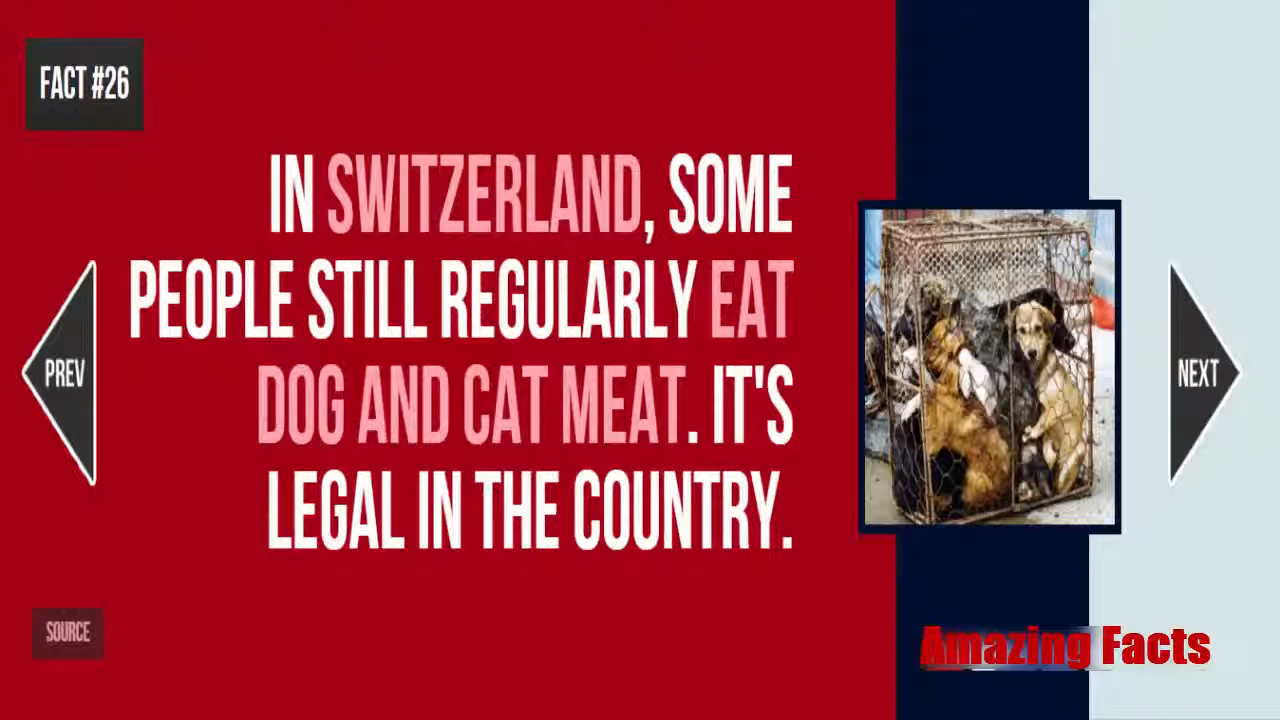 FACT #26
IN SWITZERLAND, SOME
PEOPLE STILL REGULARLY EAT
DOG AND CAT MEAT. IT'S
LEGAL IN THE COUNTRY.
PREV
NEXT
SOURCE
Amazing Facts